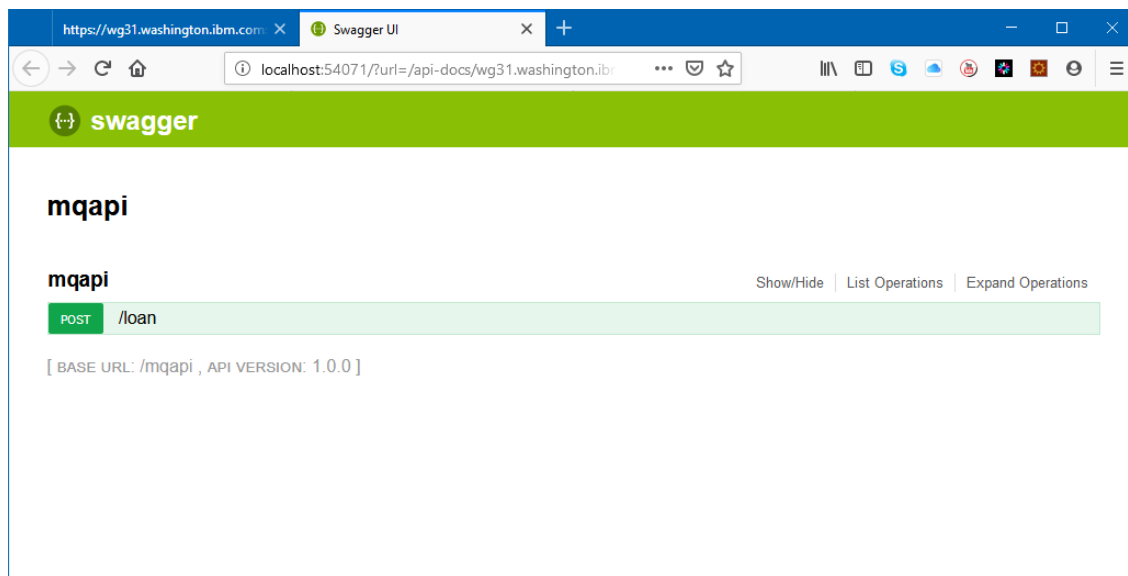 https://wg31.washington.ibm.com: Swagger UI
localhost:54071/?url=/api-docs/wg31.washington.ib
{···} swagger
mqapi
mqapi Show/Hide List Operations Expand Operations
POST /loan
[ BASE URL: /mqapi , API VERSION: 1.0.0 ]